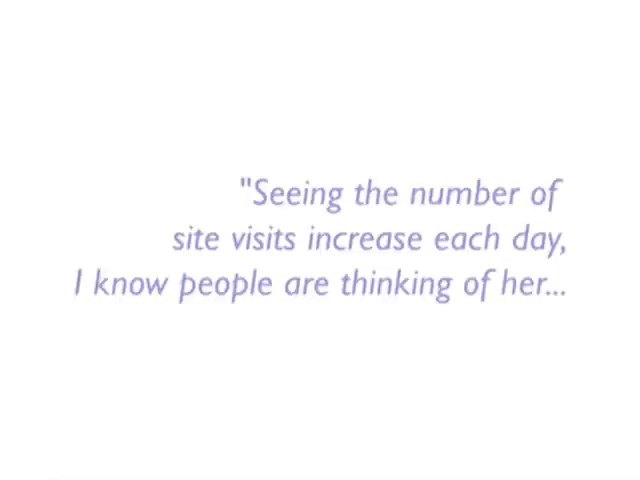 "Seeing the number of
site visits increase each day,
I know people are thinking of her...